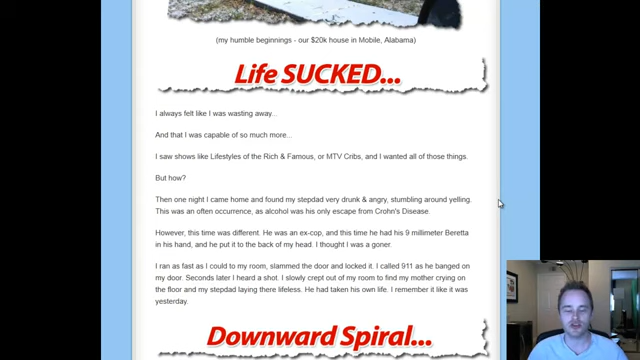 (my humble beginnings - our $20k house in Mobile, Alabama)
Life SUCKED...
I always felt like I was wasting away...
And that I was capable of so much more...
I saw shows like Lifestyles of the Rich & Famous, or MTV Cribs, and I wanted all of those things.
But how?
Then one night I came home and found my stepdad very drunk & angry, stumbling around yelling.
This was an often occurrence, as alcohol was his only escape from Crohn's Disease.
However, this time was different. He was an ex-cop, and this time he had his 9 millimeter Beretta
in his hand, and he put it to the back of my head. I thought I was a goner.
I ran as fast as I could to my room, slammed the door and locked it. I called 911 as he banged on
my door. Seconds later I heard a shot. I slowly crept out of my room to find my mother crying on
the floor and my stepdad laying there lifeless. He had taken his own life. I remember it like it was
yesterday.
Downward Spiral...